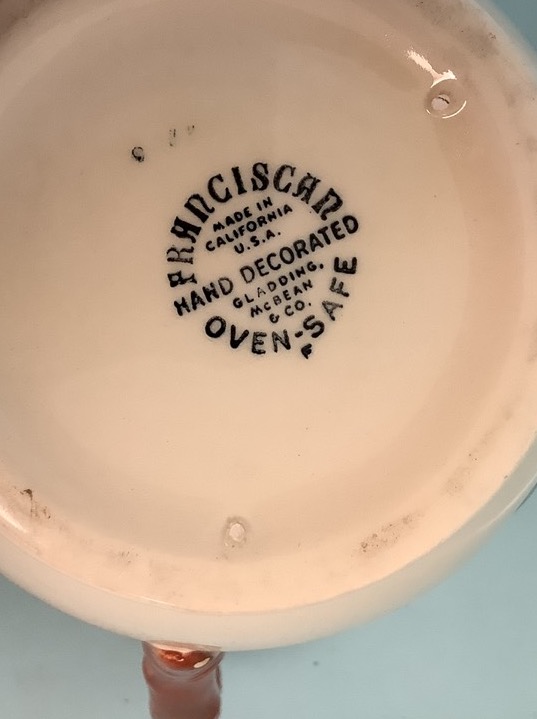 FRANCISCAN
MADE IN
CALIFORNIA
U.S.A.
HAND DECORATED
GLADDING,
McBEAN
& CO.
OVEN-SAFE
F